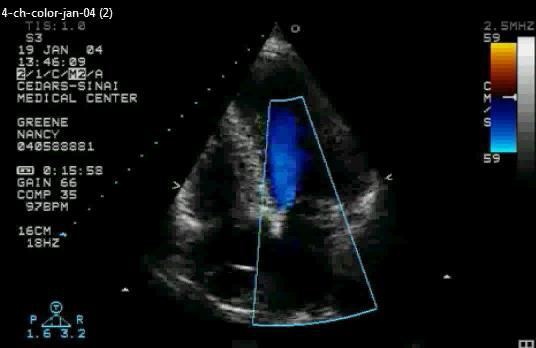 4-ch-color-jan-04 (2)
TIS:1.0
S3
19 JAN 04
13:46:09
2/1/C/M2/A
CEDARS-SINAI
MEDICAL CENTER
GREENE
NANCY
040588881
0:15:58
GAIN 66
COMP 35
97BPM
16CM
18HZ
P R
1.6 3.2
2.5MHZ
59
C
M
/
S
59